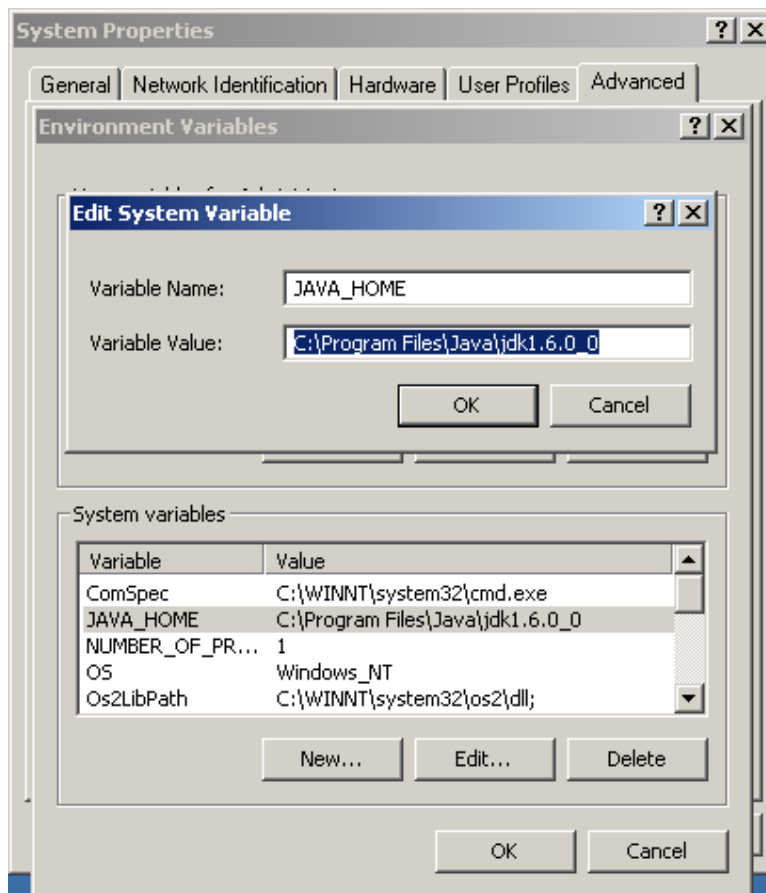 System Properties
General Network Identification Hardware User Profiles Advanced
Environment Variables
Edit System Variable
Variable Name: JAVA_HOME
Variable Value: C:\Program Files\Java\jdk1.6.0_0
OK Cancel
System variables
Variable Value
ComSpec C:\WINNT\system32\cmd.exe
JAVA_HOME C:\Program Files\Java\jdk1.6.0_0
NUMBER_OF_PR... 1
OS Windows_NT
Os2LibPath C:\WINNT\system32\os2\dll;
New... Edit... Delete
OK Cancel